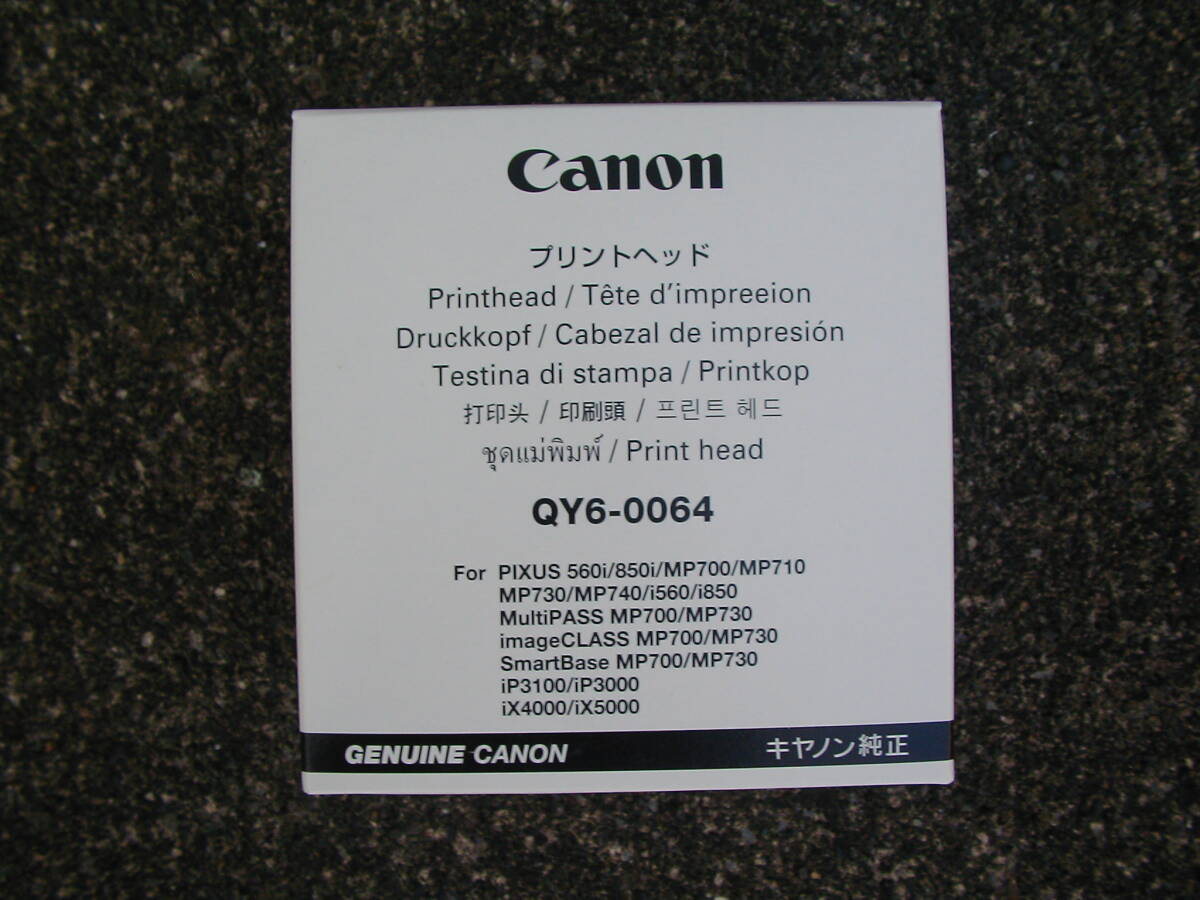 Canon
プリントヘッド
Printhead / Tête d'impreeion
Druckkopf / Cabezal de impresión
Testina di stampa / Printkop
打印头 / 印刷頭 / 프린트 헤드
ชุดแม่พิมพ์ / Print head
QY6-0064
For PIXUS 560i/850i/MP700/MP710
MP730/MP740/i560/i850
MultiPASS MP700/MP730
imageCLASS MP700/MP730
SmartBase MP700/MP730
iP3100/iP3000
iX4000/iX5000
GENUINE CANON キヤノン純正